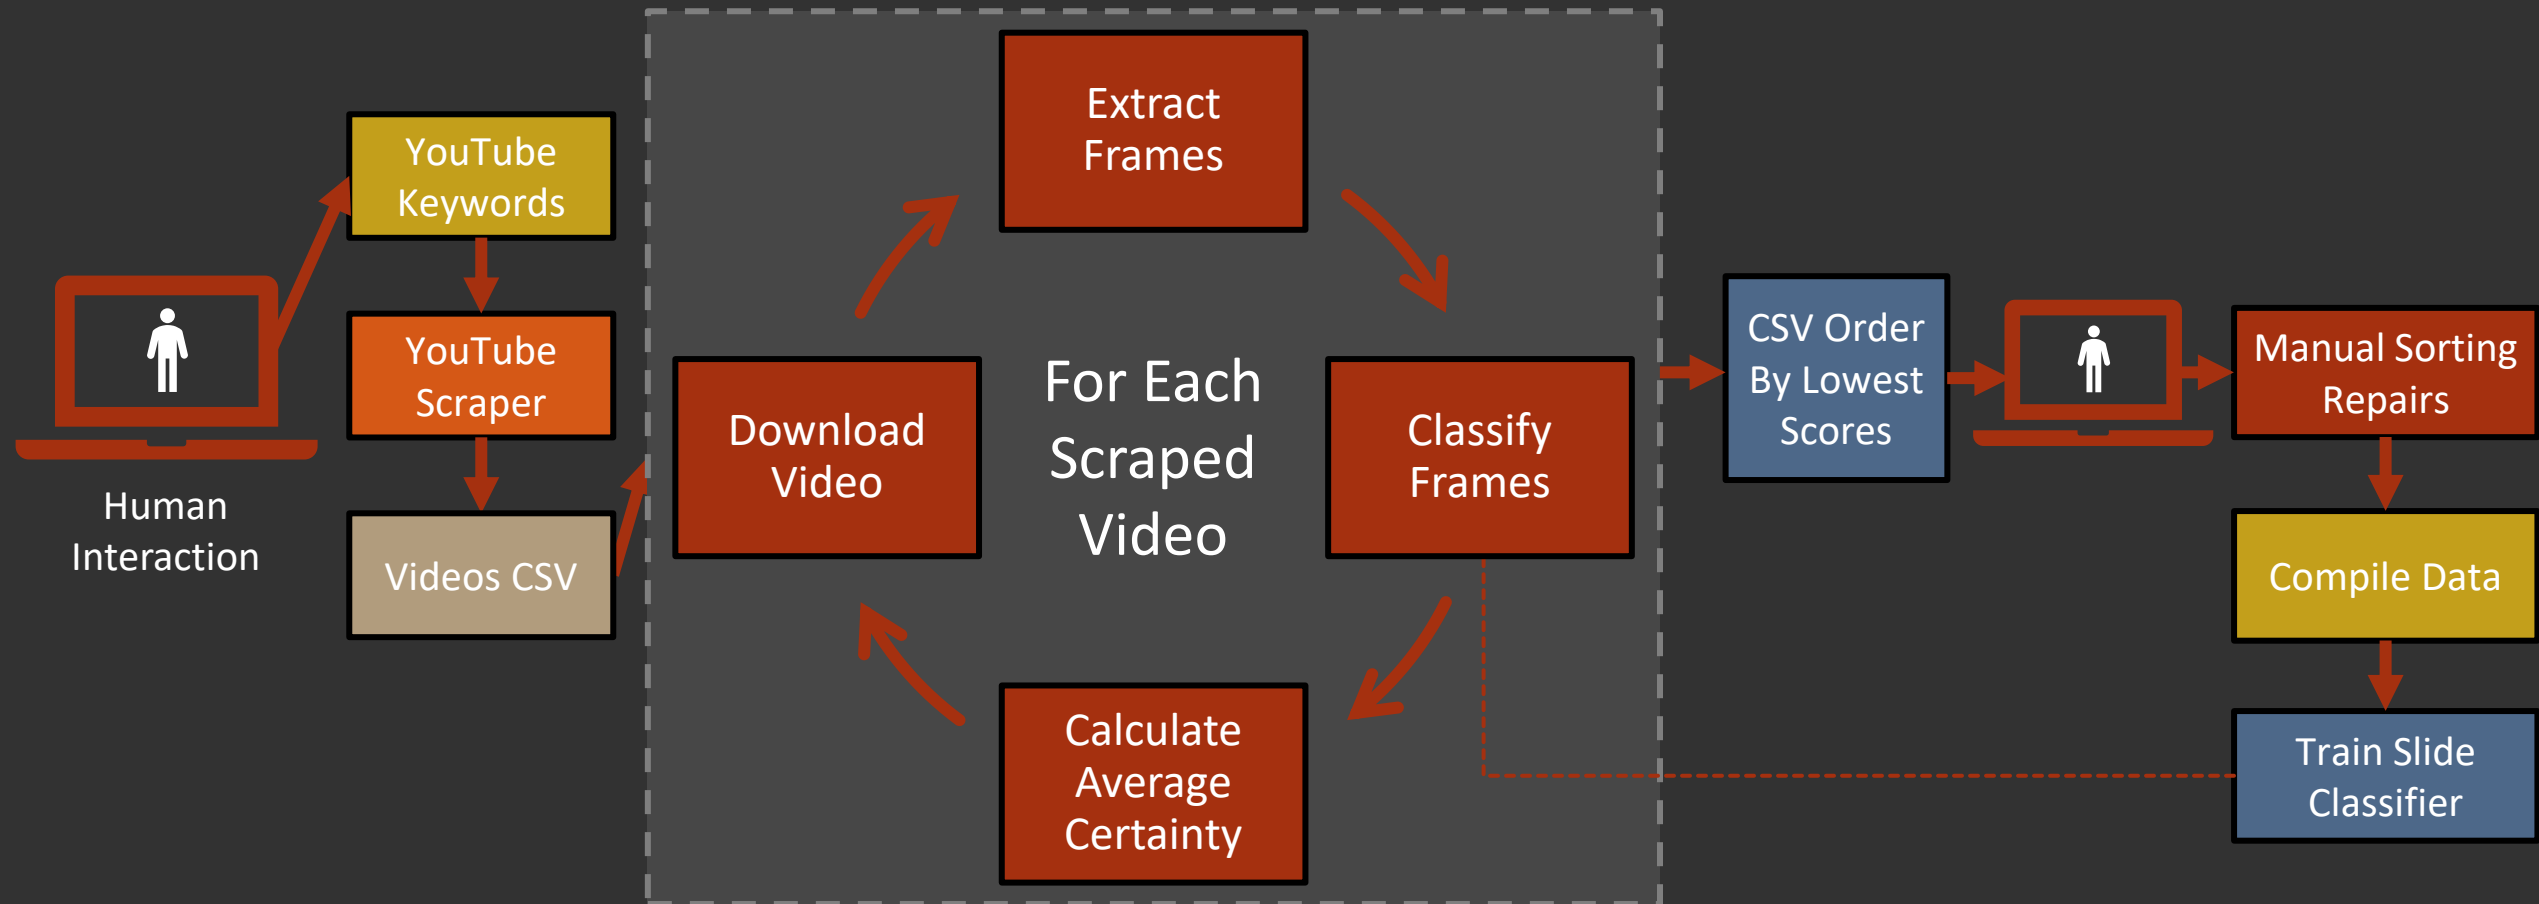 Human
Interaction
YouTube
Keywords
YouTube
Scraper
Videos CSV
For Each
Scraped
Video
Download
Video
Extract
Frames
Classify
Frames
Calculate
Average
Certainty
CSV Order
By Lowest
Scores
Manual Sorting
Repairs
Compile Data
Train Slide
Classifier